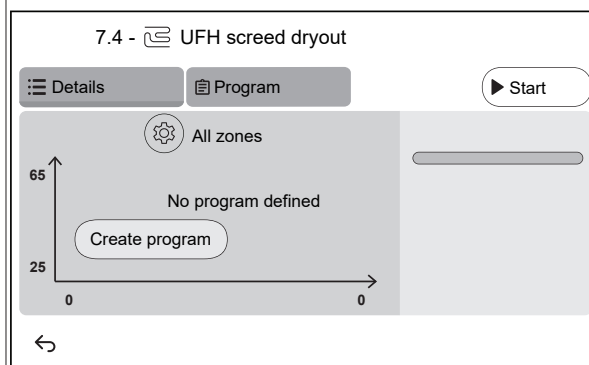 7.4 - UFH screed dryout
Details
Program
Start
All zones
65
No program defined
Create program
25
0
0